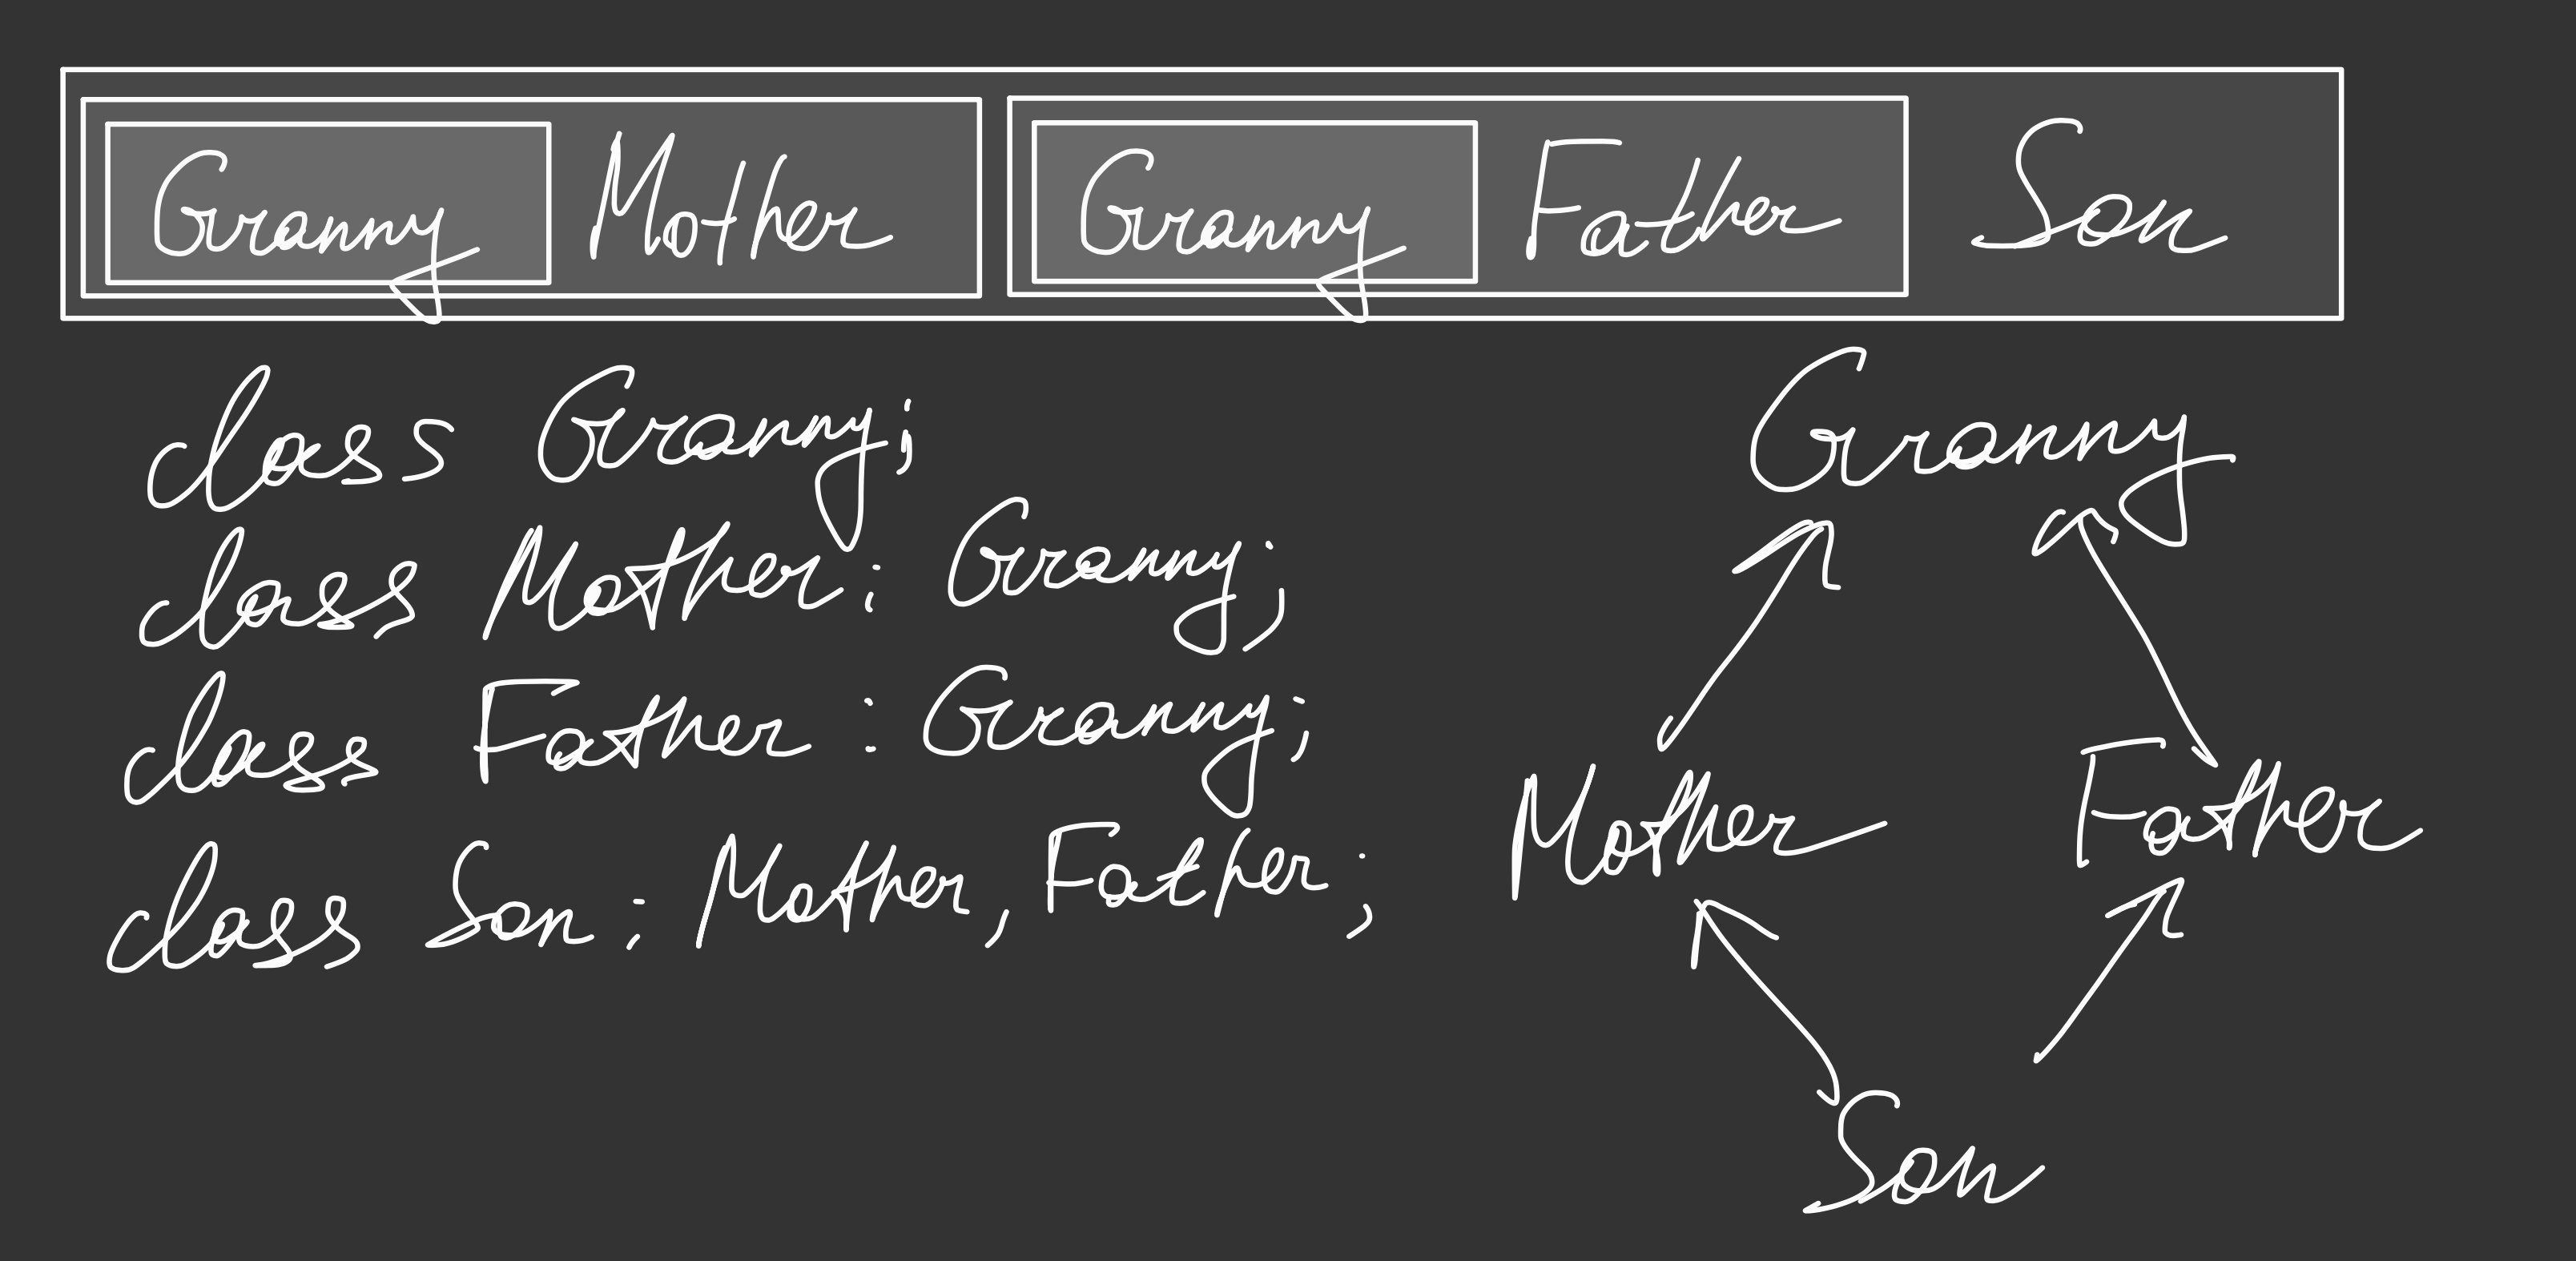 Granny Mother Granny Father Son
class Granny;
class Mother: Granny;
class Father : Granny;
class Son : Mother, Father;
Granny
Mother Father
Son